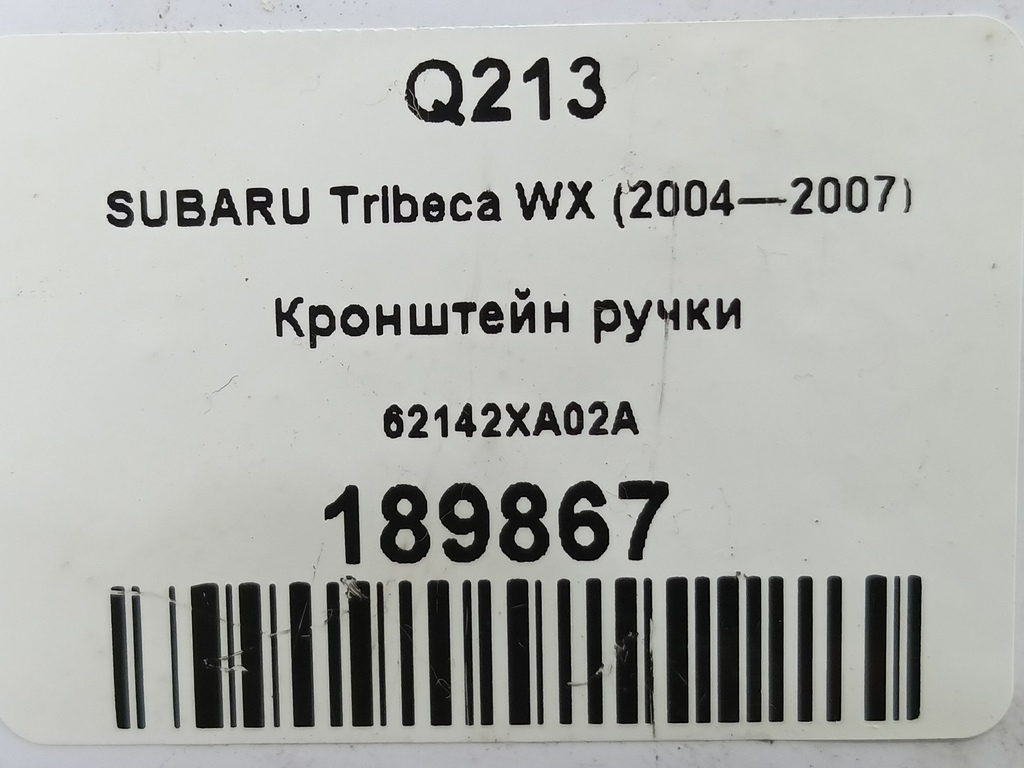 Q213
SUBARU Tribeca WX (2004—2007)
Кронштейн ручки
62142XA02A
189867